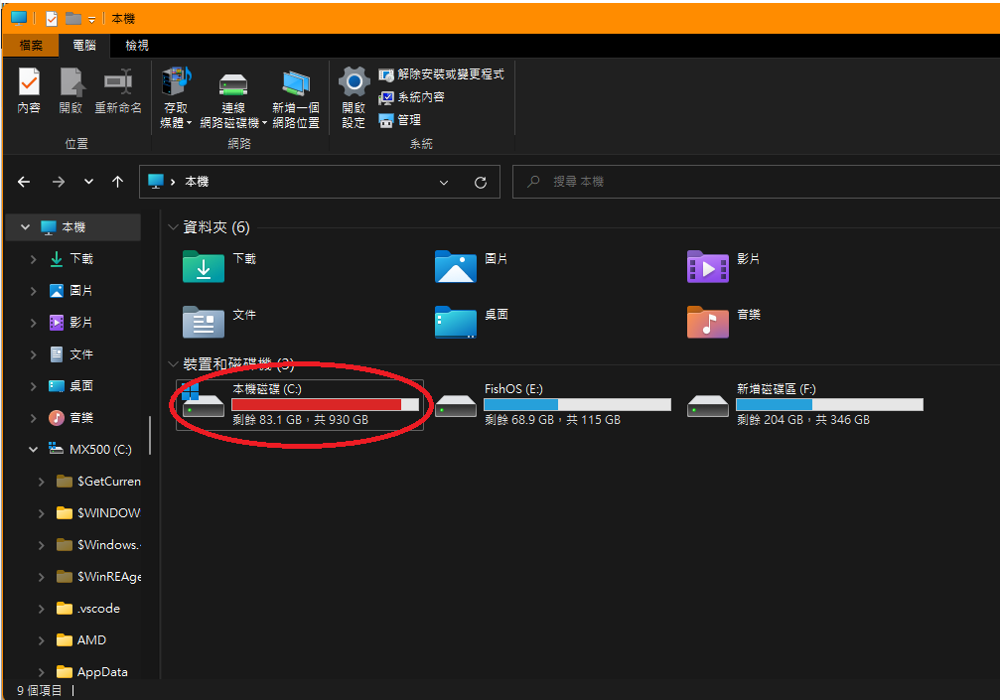 本機
檔案 電腦 檢視
內容 開啟 重新命名
位置
存取媒體 連線網路磁碟機 新增一個網路位置
網路
開啟設定
解除安裝或變更程式
系統內容
管理
系統
本機
搜尋 本機
本機
下載
圖片
影片
文件
桌面
音樂
MX500 (C:)
$GetCurren
$WINDOW
$Windows.
$WinREAge
.vscode
AMD
AppData
資料夾 (6)
下載
圖片
影片
文件
桌面
音樂
裝置和磁碟機 (3)
本機磁碟 (C:)
剩餘 83.1 GB，共 930 GB
FishOS (E:)
剩餘 68.9 GB，共 115 GB
新增磁碟區 (F:)
剩餘 204 GB，共 346 GB
9 個項目